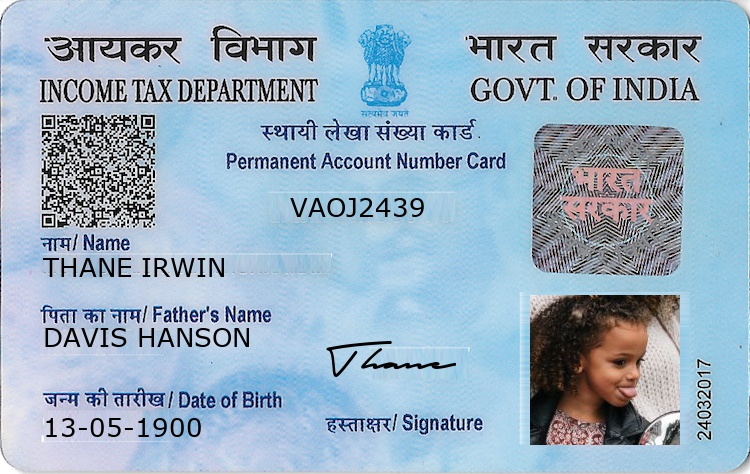 आयकर विभाग
INCOME TAX DEPARTMENT
भारत सरकार
GOVT. OF INDIA
सत्यमेव जयते
स्थायी लेखा संख्या कार्ड
Permanent Account Number Card
VAOJ2439
भारत
सरकार
नाम/ Name
THANE IRWIN
पिता का नाम/ Father's Name
DAVIS HANSON
Thane
जन्म की तारीख / Date of Birth
13-05-1900
हस्ताक्षर/ Signature
24032017